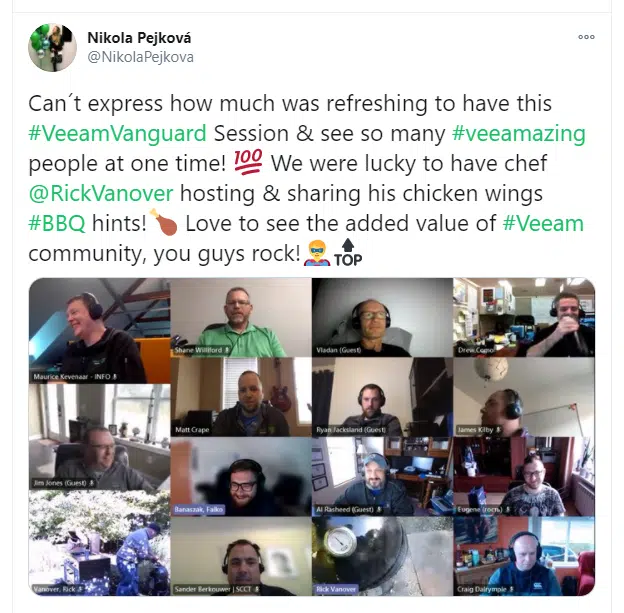 Nikola Pejková
@NikolaPejkova
Can´t express how much was refreshing to have this
#VeeamVanguard Session & see so many #veeamazing
people at one time! 💯 We were lucky to have chef
@RickVanover hosting & sharing his chicken wings
#BBQ hints!🍗 Love to see the added value of #Veeam
community, you guys rock!🦸‍♂️🔝
Maurice Kevenaar - INFO
Shane Williford
Vladan (Guest)
Drew Como
Jim Jones (Guest)
Matt Crape
Ryan Jacksland (Guest)
James Kilby
Banaszak, Falko
Al Rasheed (Guest)
Eugene
Vanover, Rick
Sander Berkouwer | SCCT
Rick Vanover
Craig Dalrymple